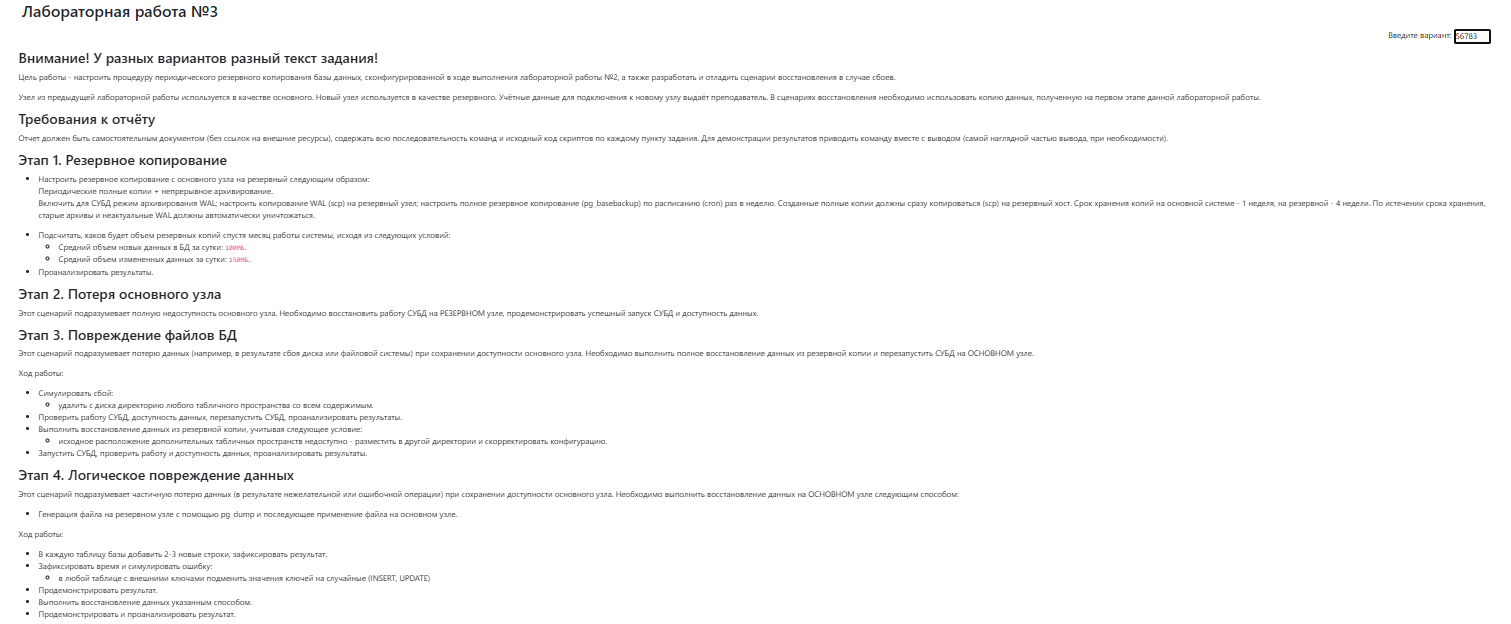 Лабораторная работа №3
Введите вариант: 56783
Внимание! У разных вариантов разный текст задания!
Цель работы - настроить процедуру периодического резервного копирования базы данных, сконфигурированной в ходе выполнения лабораторной работы №2, а также разработать и отладить сценарии восстановления в случае сбоев.
Узел из предыдущей лабораторной работы используется в качестве основного. Новый узел используется в качестве резервного. Учётные данные для подключения к новому узлу выдаёт преподаватель. В сценариях восстановления необходимо использовать копию данных, полученную на первом этапе данной лабораторной работы.
Требования к отчёту
Отчет должен быть самостоятельным документом (без ссылок на внешние ресурсы), содержать всю последовательность команд и исходный код скриптов по каждому пункту задания. Для демонстрации результатов приводить команду вместе с выводом (самой наглядной частью вывода, при необходимости).
Этап 1. Резервное копирование
• Настроить резервное копирование с основного узла на резервный следующим образом:
Периодические полные копии + непрерывное архивирование.
Включить для СУБД режим архивирования WAL; настроить копирование WAL (scp) на резервный узел; настроить полное резервное копирование (pg_basebackup) по расписанию (cron) раз в неделю. Созданные полные копии должны сразу копироваться (scp) на резервный хост. Срок хранения копий на основной системе - 1 неделя, на резервной - 4 недели. По истечении срока хранения,
старые архивы и неактуальные WAL должны автоматически уничтожаться.
• Подсчитать, каков будет объем резервных копий спустя месяц работы системы, исходя из следующих условий:
Средний объем новых данных в БД за сутки: 100МБ.
Средний объем измененных данных за сутки: 150МБ.
• Проанализировать результаты.
Этап 2. Потеря основного узла
Этот сценарий подразумевает полную недоступность основного узла. Необходимо восстановить работу СУБД на РЕЗЕРВНОМ узле, продемонстрировать успешный запуск СУБД и доступность данных.
Этап 3. Повреждение файлов БД
Этот сценарий подразумевает потерю данных (например, в результате сбоя диска или файловой системы) при сохранении доступности основного узла. Необходимо выполнить полное восстановление данных из резервной копии и перезапустить СУБД на ОСНОВНОМ узле.
Ход работы:
• Симулировать сбой:
удалить с диска директорию любого табличного пространства со всем содержимым.
• Проверить работу СУБД, доступность данных, перезапустить СУБД, проанализировать результаты.
• Выполнить восстановление данных из резервной копии, учитывая следующее условие:
исходное расположение дополнительных табличных пространств недоступно - разместить в другой директории и скорректировать конфигурацию.
• Запустить СУБД, проверить работу и доступность данных, проанализировать результаты.
Этап 4. Логическое повреждение данных
Этот сценарий подразумевает частичную потерю данных (в результате нежелательной или ошибочной операции) при сохранении доступности основного узла. Необходимо выполнить восстановление данных на ОСНОВНОМ узле следующим способом:
• Генерация файла на резервном узле с помощью pg_dump и последующее применение файла на основном узле.
Ход работы:
• В каждую таблицу базы добавить 2-3 новые строки, зафиксировать результат.
• Зафиксировать время и симулировать ошибку:
в любой таблице с внешними ключами подменить значения ключей на случайные (INSERT, UPDATE)
• Продемонстрировать результат.
• Выполнить восстановление данных указанным способом.
• Продемонстрировать и проанализировать результат.